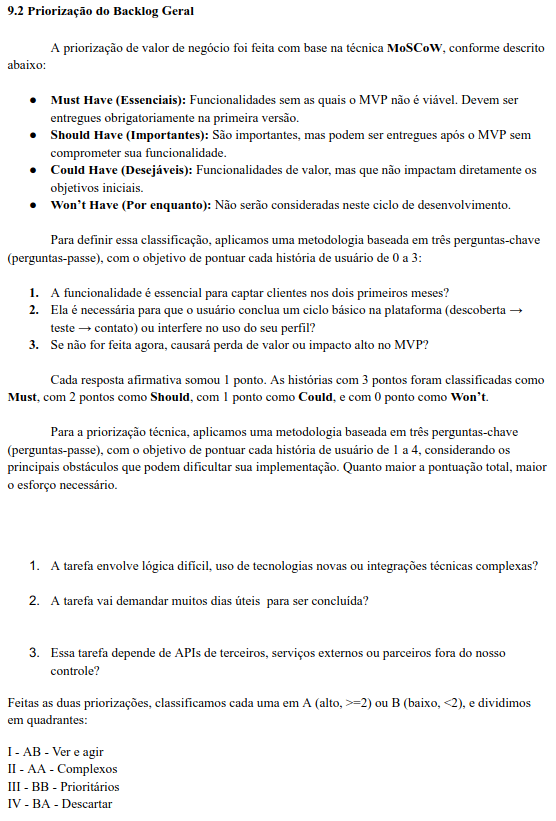 9.2 Priorização do Backlog Geral
A priorização de valor de negócio foi feita com base na técnica MoSCoW, conforme descrito
abaixo:
● Must Have (Essenciais): Funcionalidades sem as quais o MVP não é viável. Devem ser
entregues obrigatoriamente na primeira versão.
● Should Have (Importantes): São importantes, mas podem ser entregues após o MVP sem
comprometer sua funcionalidade.
● Could Have (Desejáveis): Funcionalidades de valor, mas que não impactam diretamente os
objetivos iniciais.
● Won’t Have (Por enquanto): Não serão consideradas neste ciclo de desenvolvimento.
Para definir essa classificação, aplicamos uma metodologia baseada em três perguntas-chave
(perguntas-passe), com o objetivo de pontuar cada história de usuário de 0 a 3:
1. A funcionalidade é essencial para captar clientes nos dois primeiros meses?
2. Ela é necessária para que o usuário conclua um ciclo básico na plataforma (descoberta →
teste → contato) ou interfere no uso do seu perfil?
3. Se não for feita agora, causará perda de valor ou impacto alto no MVP?
Cada resposta afirmativa somou 1 ponto. As histórias com 3 pontos foram classificadas como
Must, com 2 pontos como Should, com 1 ponto como Could, e com 0 ponto como Won’t.
Para a priorização técnica, aplicamos uma metodologia baseada em três perguntas-chave
(perguntas-passe), com o objetivo de pontuar cada história de usuário de 1 a 4, considerando os
principais obstáculos que podem dificultar sua implementação. Quanto maior a pontuação total, maior
o esforço necessário.
1. A tarefa envolve lógica difícil, uso de tecnologias novas ou integrações técnicas complexas?
2. A tarefa vai demandar muitos dias úteis para ser concluída?
3. Essa tarefa depende de APIs de terceiros, serviços externos ou parceiros fora do nosso
controle?
Feitas as duas priorizações, classificamos cada uma em A (alto, >=2) ou B (baixo, <2), e dividimos
em quadrantes:
I - AB - Ver e agir
II - AA - Complexos
III - BB - Prioritários
IV - BA - Descartar